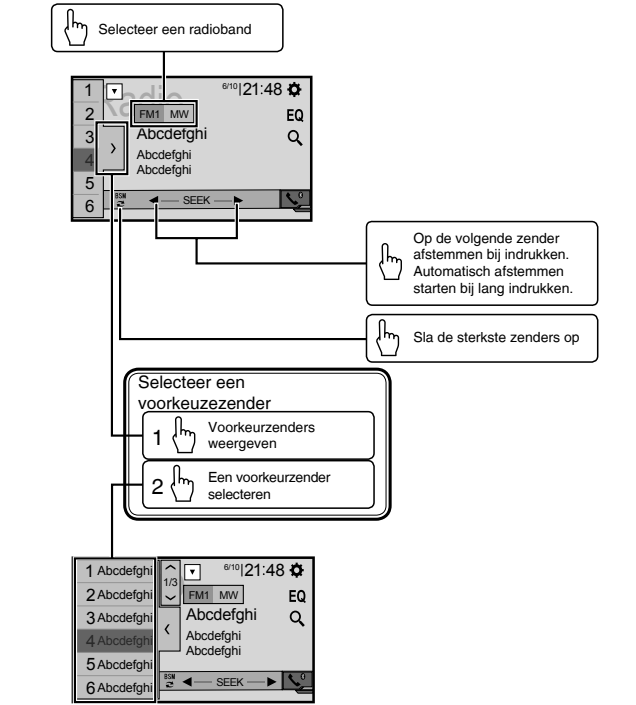 Selecteer een radioband
Radio
1
2
3
4
5
6
6/10 21:48
FM1 MW
EQ
Abcdefghi
Abcdefghi
Abcdefghi
BSM
SEEK
Op de volgende zender
afstemmen bij indrukken.
Automatisch afstemmen
starten bij lang indrukken.
Sla de sterkste zenders op
Selecteer een
voorkeuzezender
1 Voorkeurzenders
weergeven
2 Een voorkeurzender
selecteren
1 Abcdefghi
2 Abcdefghi
3 Abcdefghi
4 Abcdefghi
5 Abcdefghi
6 Abcdefghi
1/3
6/10 21:48
FM1 MW
EQ
Abcdefghi
Abcdefghi
Abcdefghi
BSM
SEEK